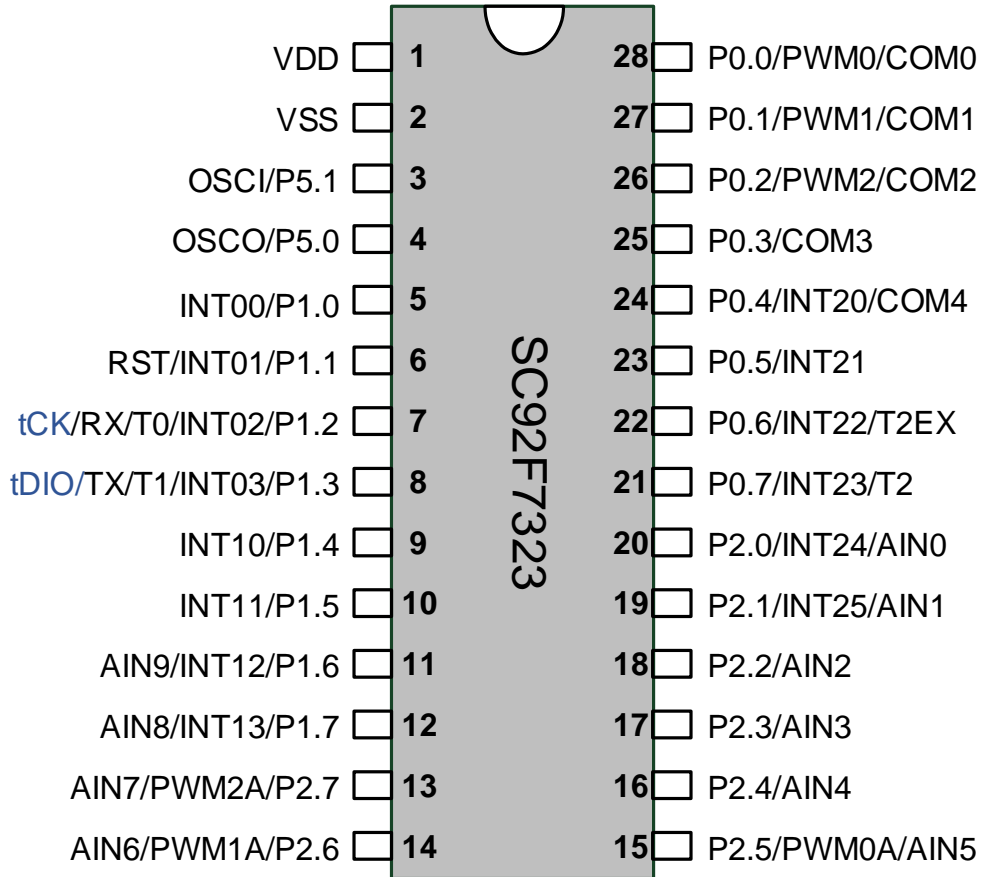 VDD 1 28 P0.0/PWM0/COM0
VSS 2 27 P0.1/PWM1/COM1
OSCI/P5.1 3 26 P0.2/PWM2/COM2
OSCO/P5.0 4 25 P0.3/COM3
INT00/P1.0 5 24 P0.4/INT20/COM4
RST/INT01/P1.1 6 23 P0.5/INT21
tCK/RX/T0/INT02/P1.2 7 22 P0.6/INT22/T2EX
tDIO/TX/T1/INT03/P1.3 8 21 P0.7/INT23/T2
INT10/P1.4 9 20 P2.0/INT24/AIN0
INT11/P1.5 10 19 P2.1/INT25/AIN1
AIN9/INT12/P1.6 11 18 P2.2/AIN2
AIN8/INT13/P1.7 12 17 P2.3/AIN3
AIN7/PWM2A/P2.7 13 16 P2.4/AIN4
AIN6/PWM1A/P2.6 14 15 P2.5/PWM0A/AIN5
SC92F7323